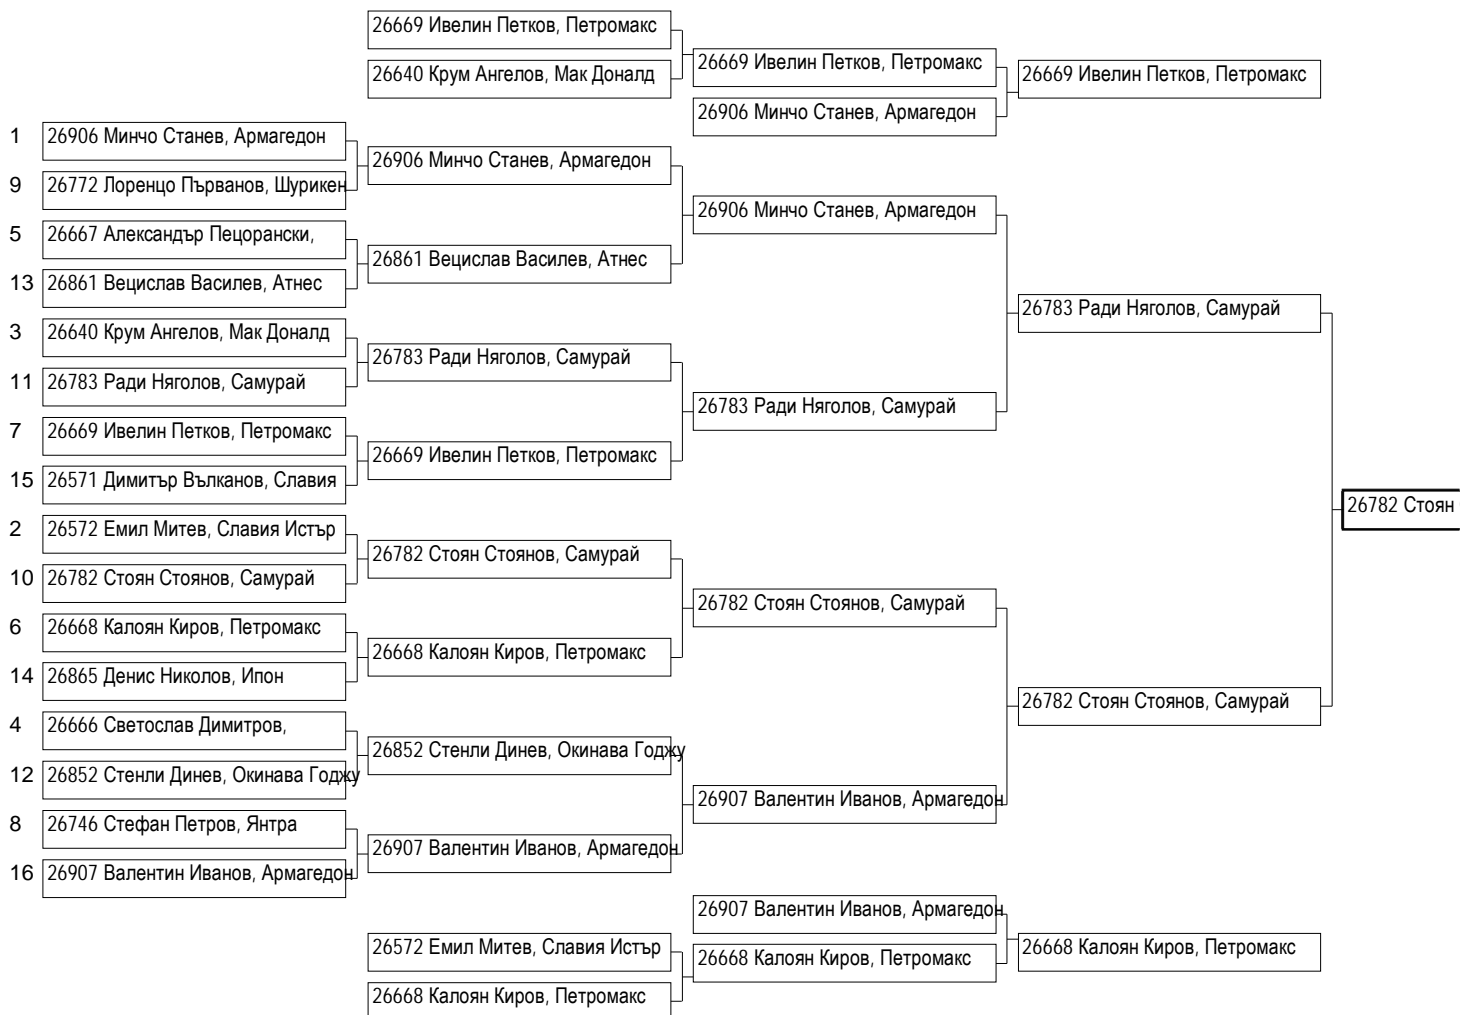 26669 Ивелин Петков, Петромакс
26640 Крум Ангелов, Мак Доналд
26669 Ивелин Петков, Петромакс
26906 Минчо Станев, Армагедон
26669 Ивелин Петков, Петромакс
1 26906 Минчо Станев, Армагедон
9 26772 Лоренцо Първанов, Шурикен
5 26667 Александър Пецорански,
13 26861 Вецислав Василев, Атнес
3 26640 Крум Ангелов, Мак Доналд
11 26783 Ради Няголов, Самурай
7 26669 Ивелин Петков, Петромакс
15 26571 Димитър Вълканов, Славия
2 26572 Емил Митев, Славия Истър
10 26782 Стоян Стоянов, Самурай
6 26668 Калоян Киров, Петромакс
14 26865 Денис Николов, Ипон
4 26666 Светослав Димитров,
12 26852 Стенли Динев, Окинава Годжу
8 26746 Стефан Петров, Янтра
16 26907 Валентин Иванов, Армагедон
26906 Минчо Станев, Армагедон
26861 Вецислав Василев, Атнес
26783 Ради Няголов, Самурай
26669 Ивелин Петков, Петромакс
26782 Стоян Стоянов, Самурай
26668 Калоян Киров, Петромакс
26852 Стенли Динев, Окинава Годжу
26907 Валентин Иванов, Армагедон
26906 Минчо Станев, Армагедон
26783 Ради Няголов, Самурай
26782 Стоян Стоянов, Самурай
26907 Валентин Иванов, Армагедон
26783 Ради Няголов, Самурай
26782 Стоян Стоянов, Самурай
26782 Стоян
26572 Емил Митев, Славия Истър
26668 Калоян Киров, Петромакс
26907 Валентин Иванов, Армагедон
26668 Калоян Киров, Петромакс
26668 Калоян Киров, Петромакс